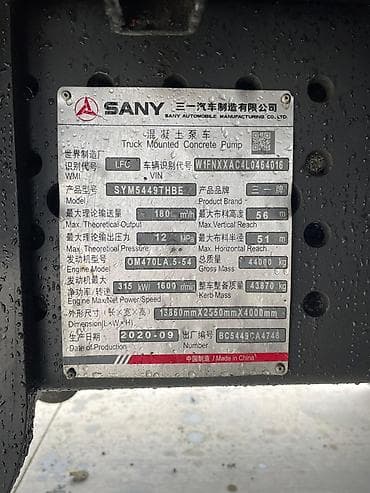 SANY 三一汽车制造有限公司
SANY AUTOMOBILE MANUFACTURING CO., LTD.
混凝土泵车
Truck Mounted Concrete Pump
世界制造厂
识别代号 LFC 车辆识别代号 W1FNXXAC4L0464016
WMI VIN
产品型号 SYM5449THBE 产品品牌 三一牌
Model Product Brand
最大理论输送量 180 m³/h 最大布料高度 56 m
Max. Theoretical Output Max. Vertical Reach
最大理论输出压力 12 MPa 最大布料半径 51 m
Max. Theoretical Pressure Max. Horizontal Reach
发动机型号 OM470LA.5-54 总质量 44000 kg
Engine Model Gross Mass
发动机最大
净功率/转速 315 kW/ 1600 r/min 整车整备质量 43870 kg
Engine MaxNet Power/Speed Kerb Mass
外形尺寸(长×宽×高) 13860mm×2550mm×4000mm
Dimension(L×W×H)
生产日期 2020-09 出厂编号 BC5449CA4746
Date of Production Number
中国制造 / Made in China